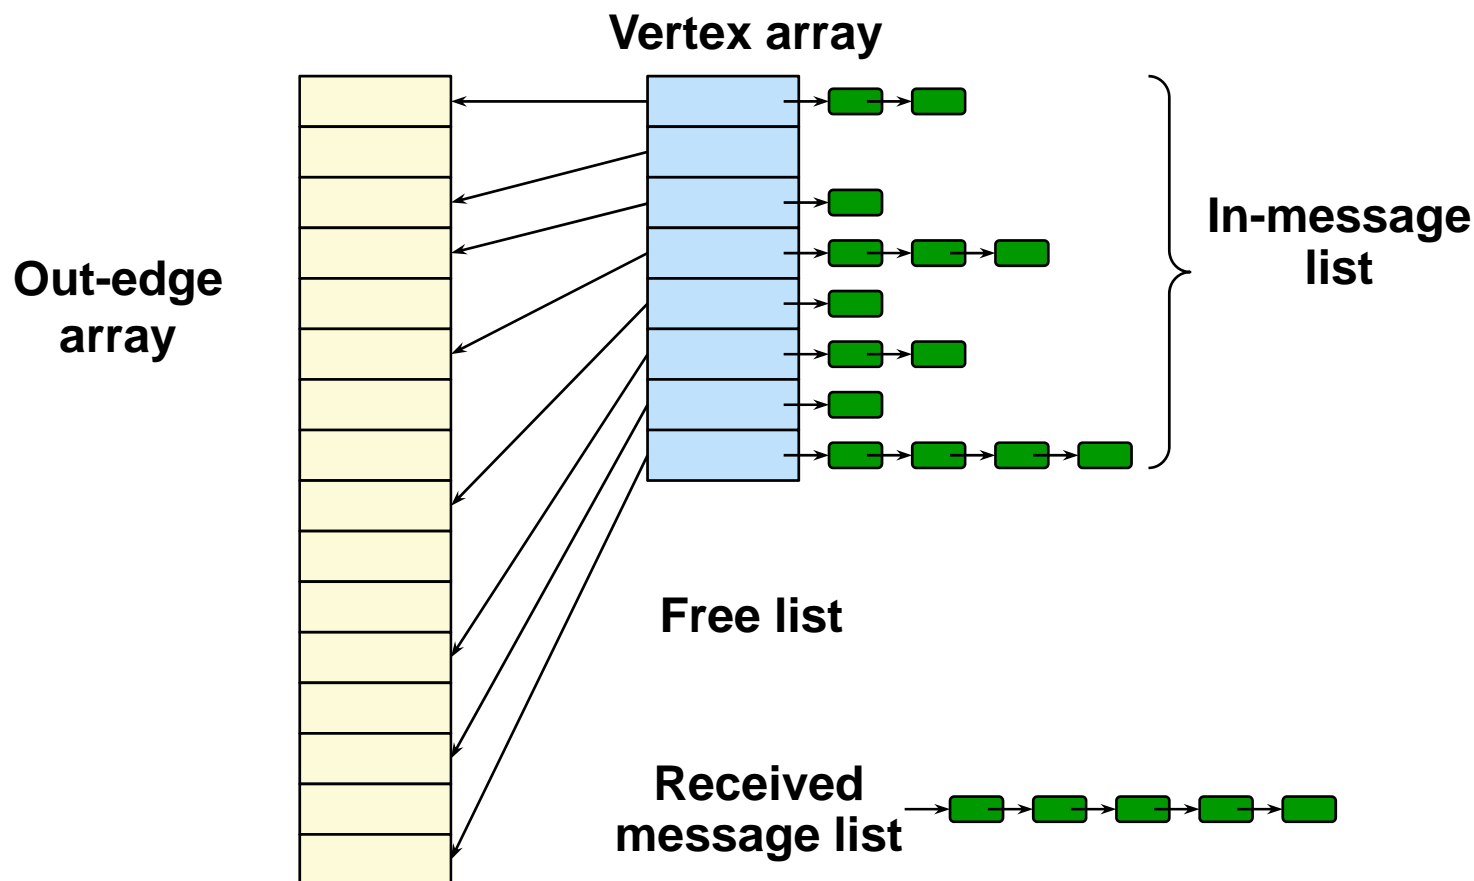 Vertex array
In-message
list
Out-edge
array
Free list
Received
message list